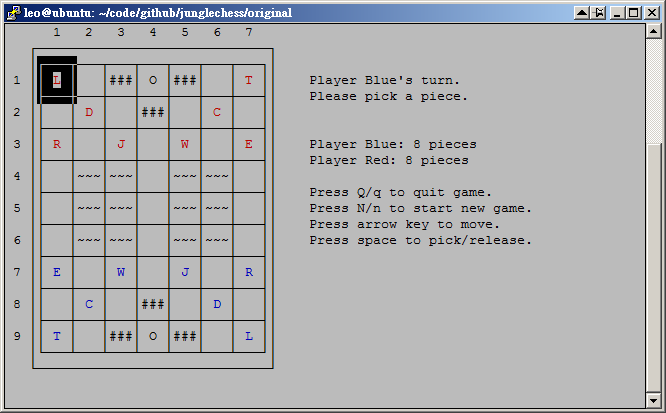 leo@ubuntu: ~/code/github/junglechess/original
1 2 3 4 5 6 7
1 L ### O ### T Player Blue's turn.
Please pick a piece.
2 D ### C
3 R J W E Player Blue: 8 pieces
Player Red: 8 pieces
4 ~~~ ~~~ ~~~ ~~~
Press Q/q to quit game.
5 ~~~ ~~~ ~~~ ~~~ Press N/n to start new game.
Press arrow key to move.
6 ~~~ ~~~ ~~~ ~~~ Press space to pick/release.
7 E W J R
8 C ### D
9 T ### O ### L